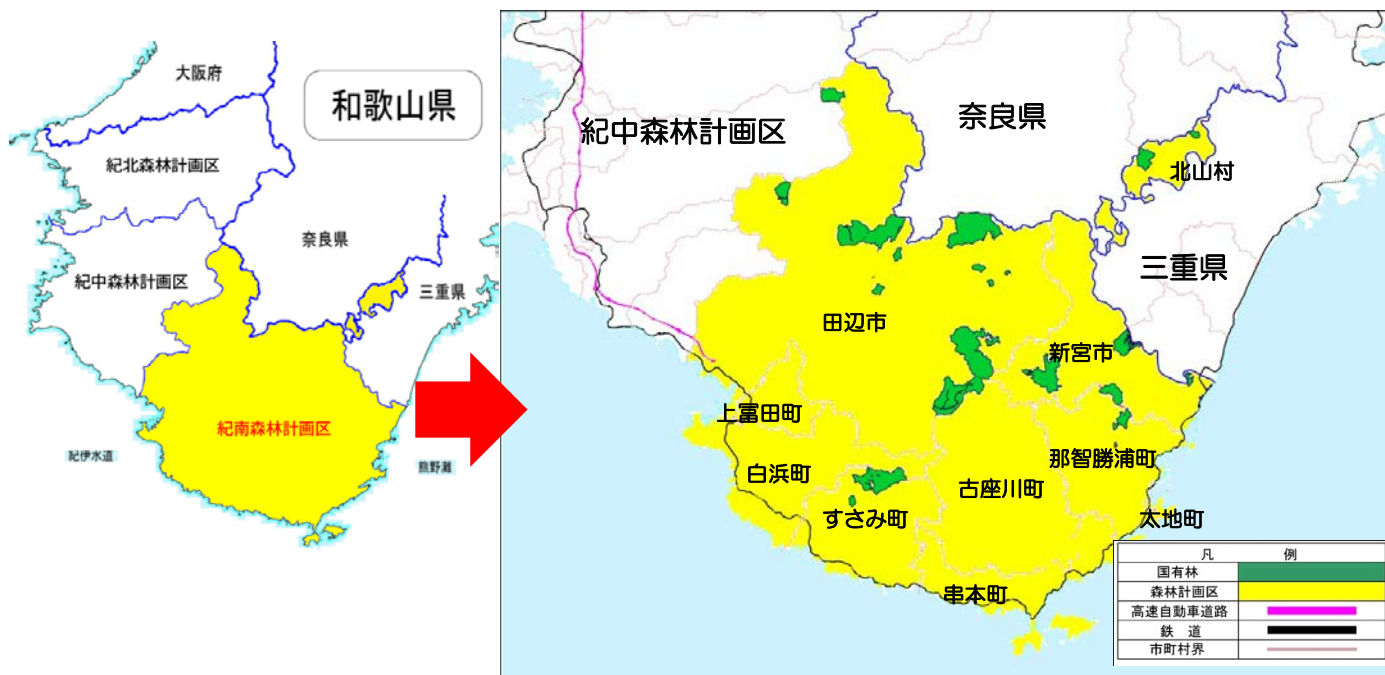 大阪府
和歌山県
紀北森林計画区
奈良県
紀中森林計画区
三重県
紀南森林計画区
紀伊水道
熊野灘
奈良県
紀中森林計画区
北山村
三重県
田辺市
新宮市
上富田町
那智勝浦町
白浜町
古座川町
すさみ町
太地町
串本町
凡 例
国有林
森林計画区
高速自動車道路
鉄 道
市町村界